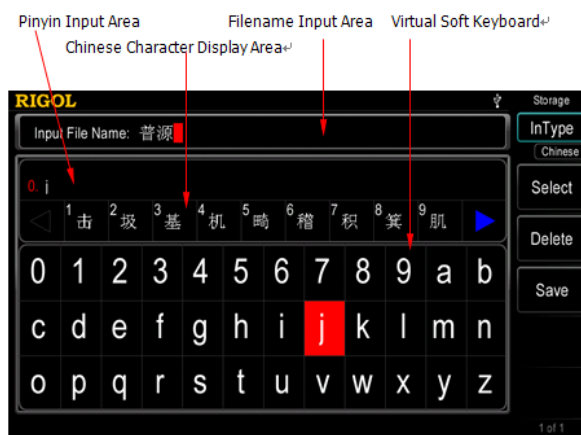 Pinyin Input Area Filename Input Area Virtual Soft Keyboard↵
Chinese Character Display Area↵
RIGOL Storage
Input File Name: 普源 InType
Chinese
0. i Select
1击 2圾 3基 4机 5畸 6稽 7积 8箕 9肌
Delete
0 1 2 3 4 5 6 7 8 9 a b
Save
c d e f g h i j k l m n
o p q r s t u v w x y z
1 of 1